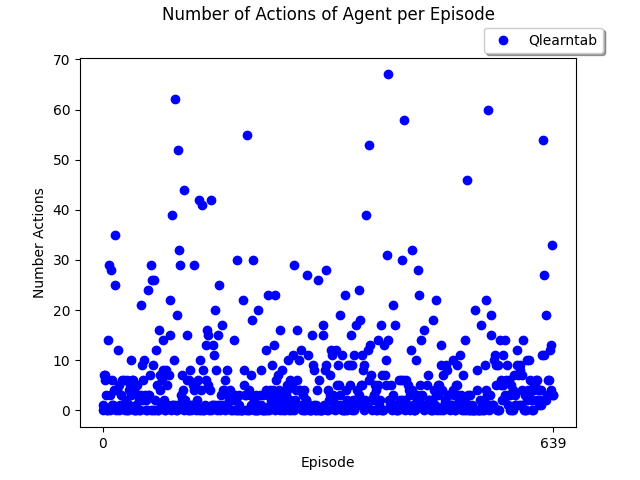 Number of Actions of Agent per Episode
Qlearntab
70
60
50
40
30
20
10
0
Number Actions
0 639
Episode